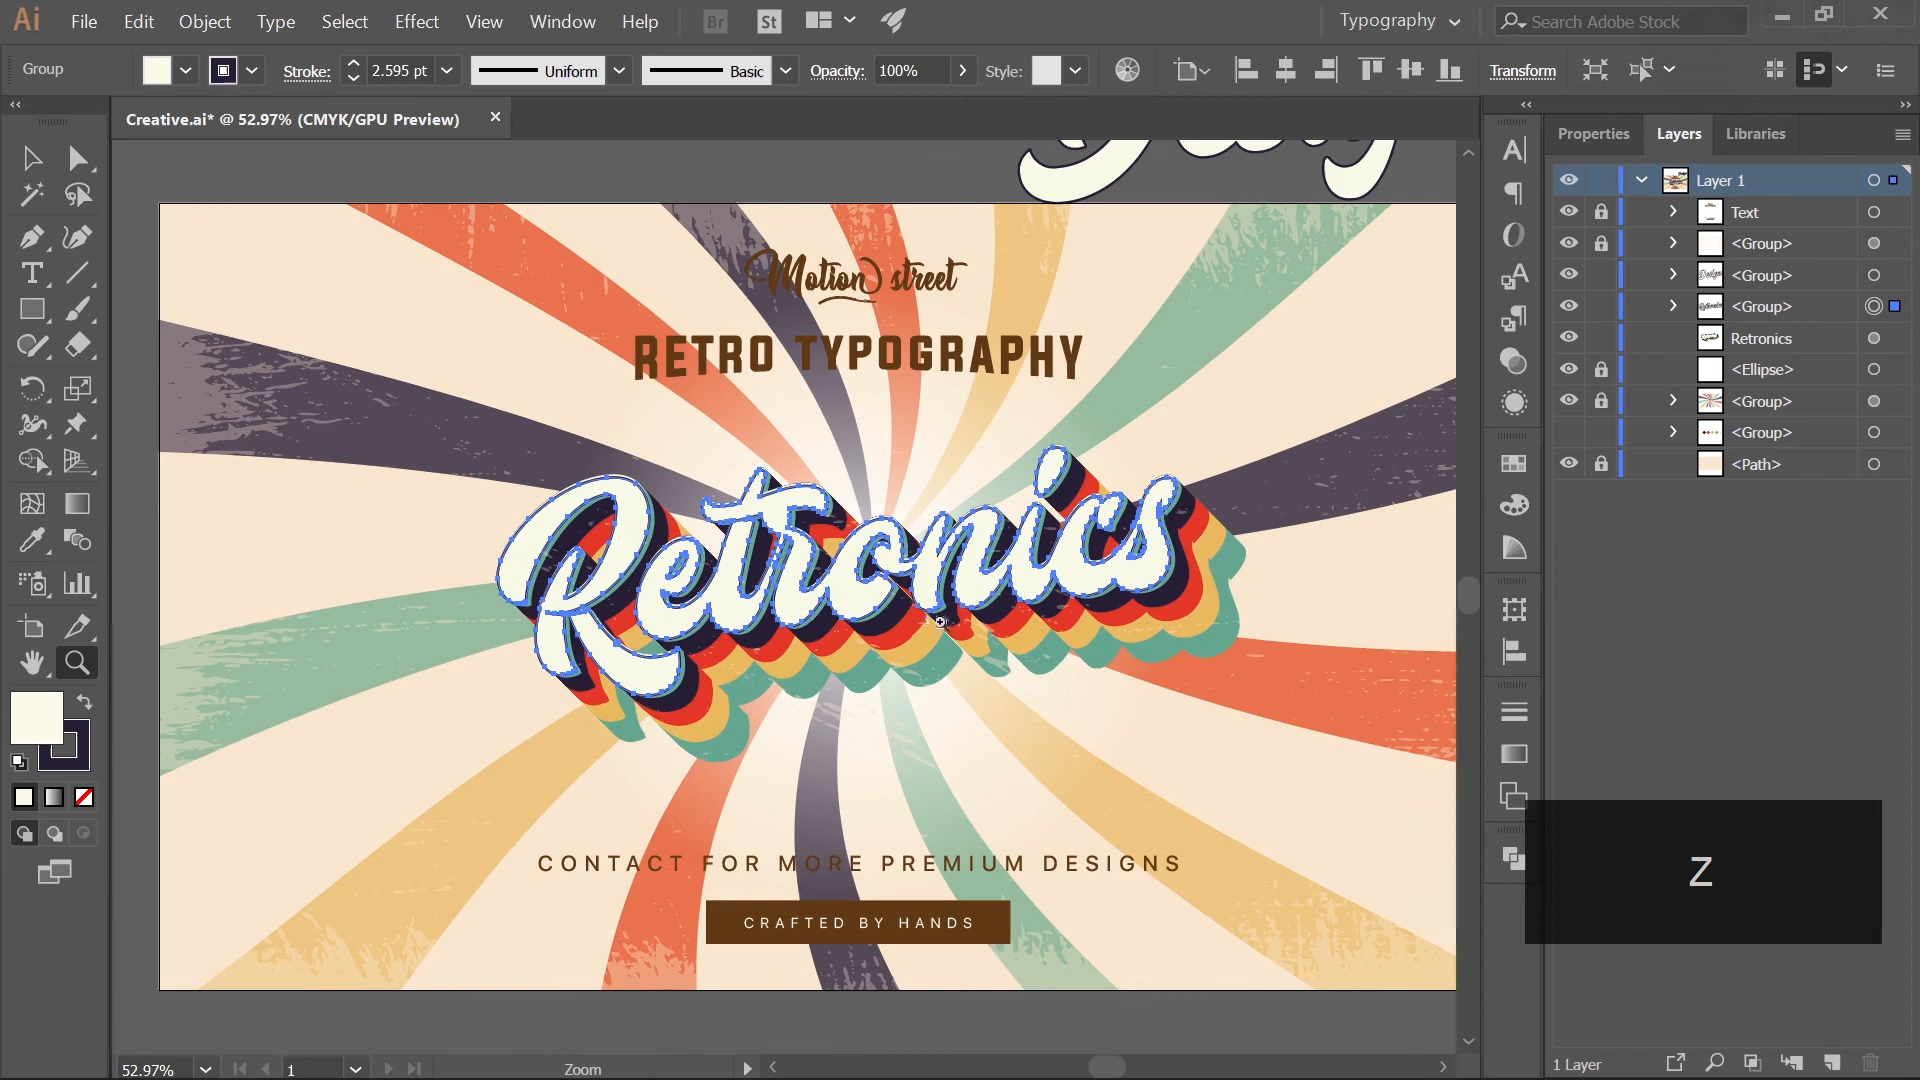 Ai File Edit Object Type Select Effect View Window Help Br St Typography Search Adobe Stock
Group Stroke: 2.595 pt Uniform Basic Opacity: 100% Style: Transform
Creative.ai* @ 52.97% (CMYK/GPU Preview)
Properties Layers Libraries
Layer 1
Text
<Group>
<Group>
<Group>
Retronics
<Ellipse>
<Group>
<Group>
<Path>
Motion street
RETRO TYPOGRAPHY
Retronics
CONTACT FOR MORE PREMIUM DESIGNS
CRAFTED BY HANDS
Z
52.97% 1 Zoom
1 Layer